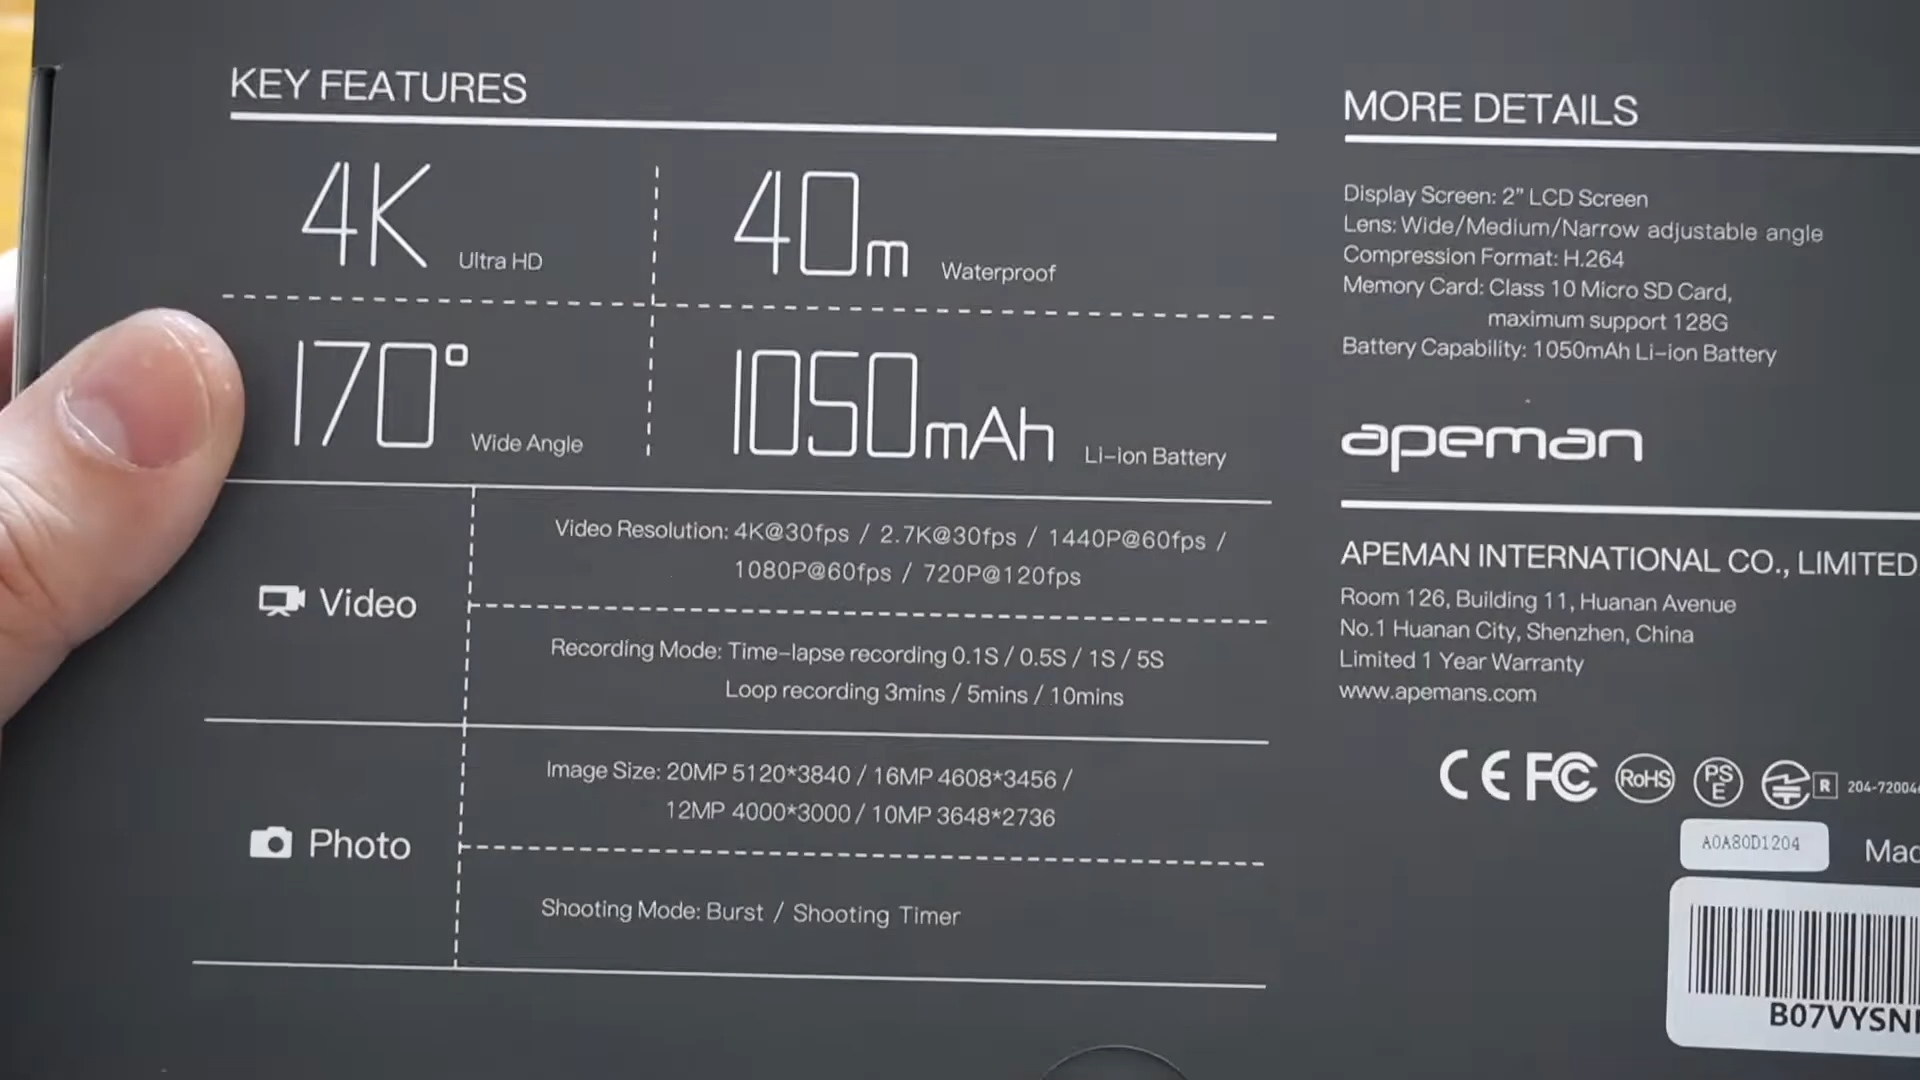 KEY FEATURES
4K Ultra HD
40m Waterproof
170° Wide Angle
1050mAh Li-ion Battery
Video
Video Resolution: 4K@30fps / 2.7K@30fps / 1440P@60fps /
1080P@60fps / 720P@120fps
Recording Mode: Time-lapse recording 0.1S / 0.5S / 1S / 5S
Loop recording 3mins / 5mins / 10mins
Photo
Image Size: 20MP 5120*3840 / 16MP 4608*3456 /
12MP 4000*3000 / 10MP 3648*2736
Shooting Mode: Burst / Shooting Timer
MORE DETAILS
Display Screen: 2" LCD Screen
Lens: Wide/Medium/Narrow adjustable angle
Compression Format: H.264
Memory Card: Class 10 Micro SD Card,
maximum support 128G
Battery Capability: 1050mAh Li-ion Battery
apeman
APEMAN INTERNATIONAL CO., LIMITED
Room 126, Building 11, Huanan Avenue
No.1 Huanan City, Shenzhen, China
Limited 1 Year Warranty
www.apemans.com
CE FC RoHS PSE R
A0A80D1204